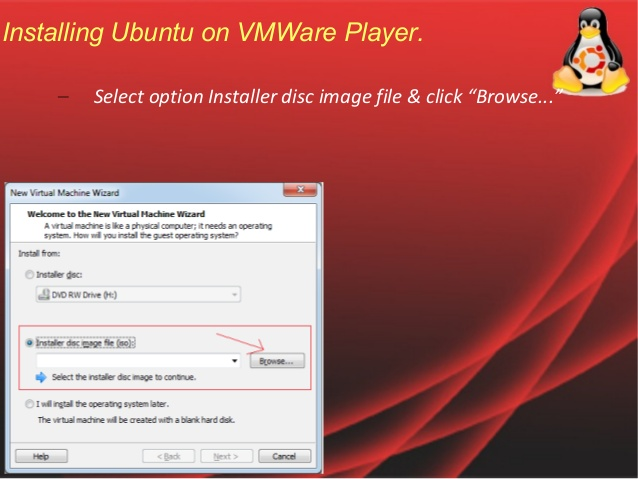 Installing Ubuntu on VMWare Player.
– Select option Installer disc image file & click “Browse...”
New Virtual Machine Wizard
Welcome to the New Virtual Machine Wizard
A virtual machine is like a physical computer; it needs an operating
system. How will you install the guest operating system?
Install from:
Installer disc:
DVD RW Drive (H:)
Installer disc image file (iso):
Browse...
Select the installer disc image to continue.
I will install the operating system later.
The virtual machine will be created with a blank hard disk.
Help
< Back
Next >
Cancel